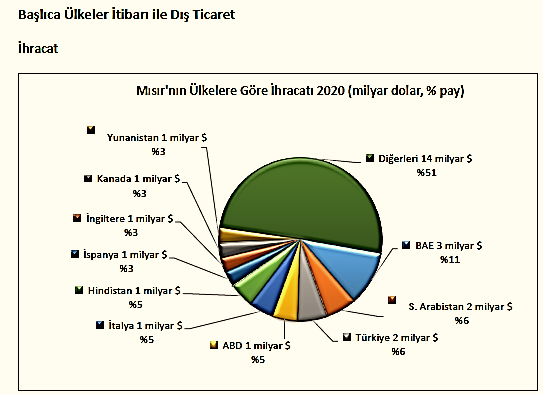 Başlıca Ülkeler İtibarı ile Dış Ticaret
İhracat
Mısır'nın Ülkelere Göre İhracatı 2020 (milyar dolar, % pay)
Diğerleri 14 milyar $
%51
BAE 3 milyar $
%11
S. Arabistan 2 milyar $
%6
Türkiye 2 milyar $
%6
ABD 1 milyar $
%5
İtalya 1 milyar $
%5
Hindistan 1 milyar $
%5
İspanya 1 milyar $
%3
İngiltere 1 milyar $
%3
Kanada 1 milyar $
%3
Yunanistan 1 milyar $
%3